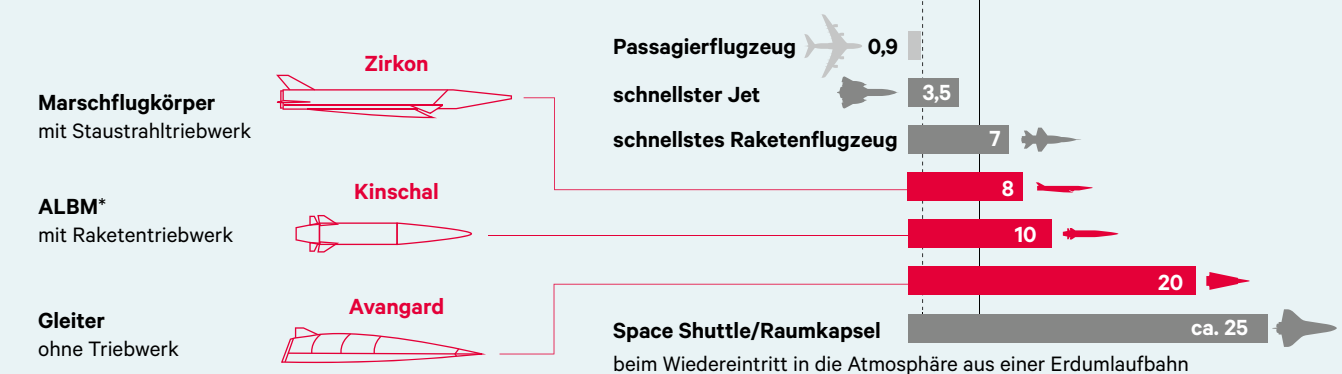 Zirkon
Marschflugkörper
mit Staustrahltriebwerk
Kinschal
ALBM*
mit Raketentriebwerk
Avangard
Gleiter
ohne Triebwerk
Passagierflugzeug 0,9
schnellster Jet 3,5
schnellstes Raketenflugzeug 7
8
10
20
Space Shuttle/Raumkapsel ca. 25
beim Wiedereintritt in die Atmosphäre aus einer Erdumlaufbahn